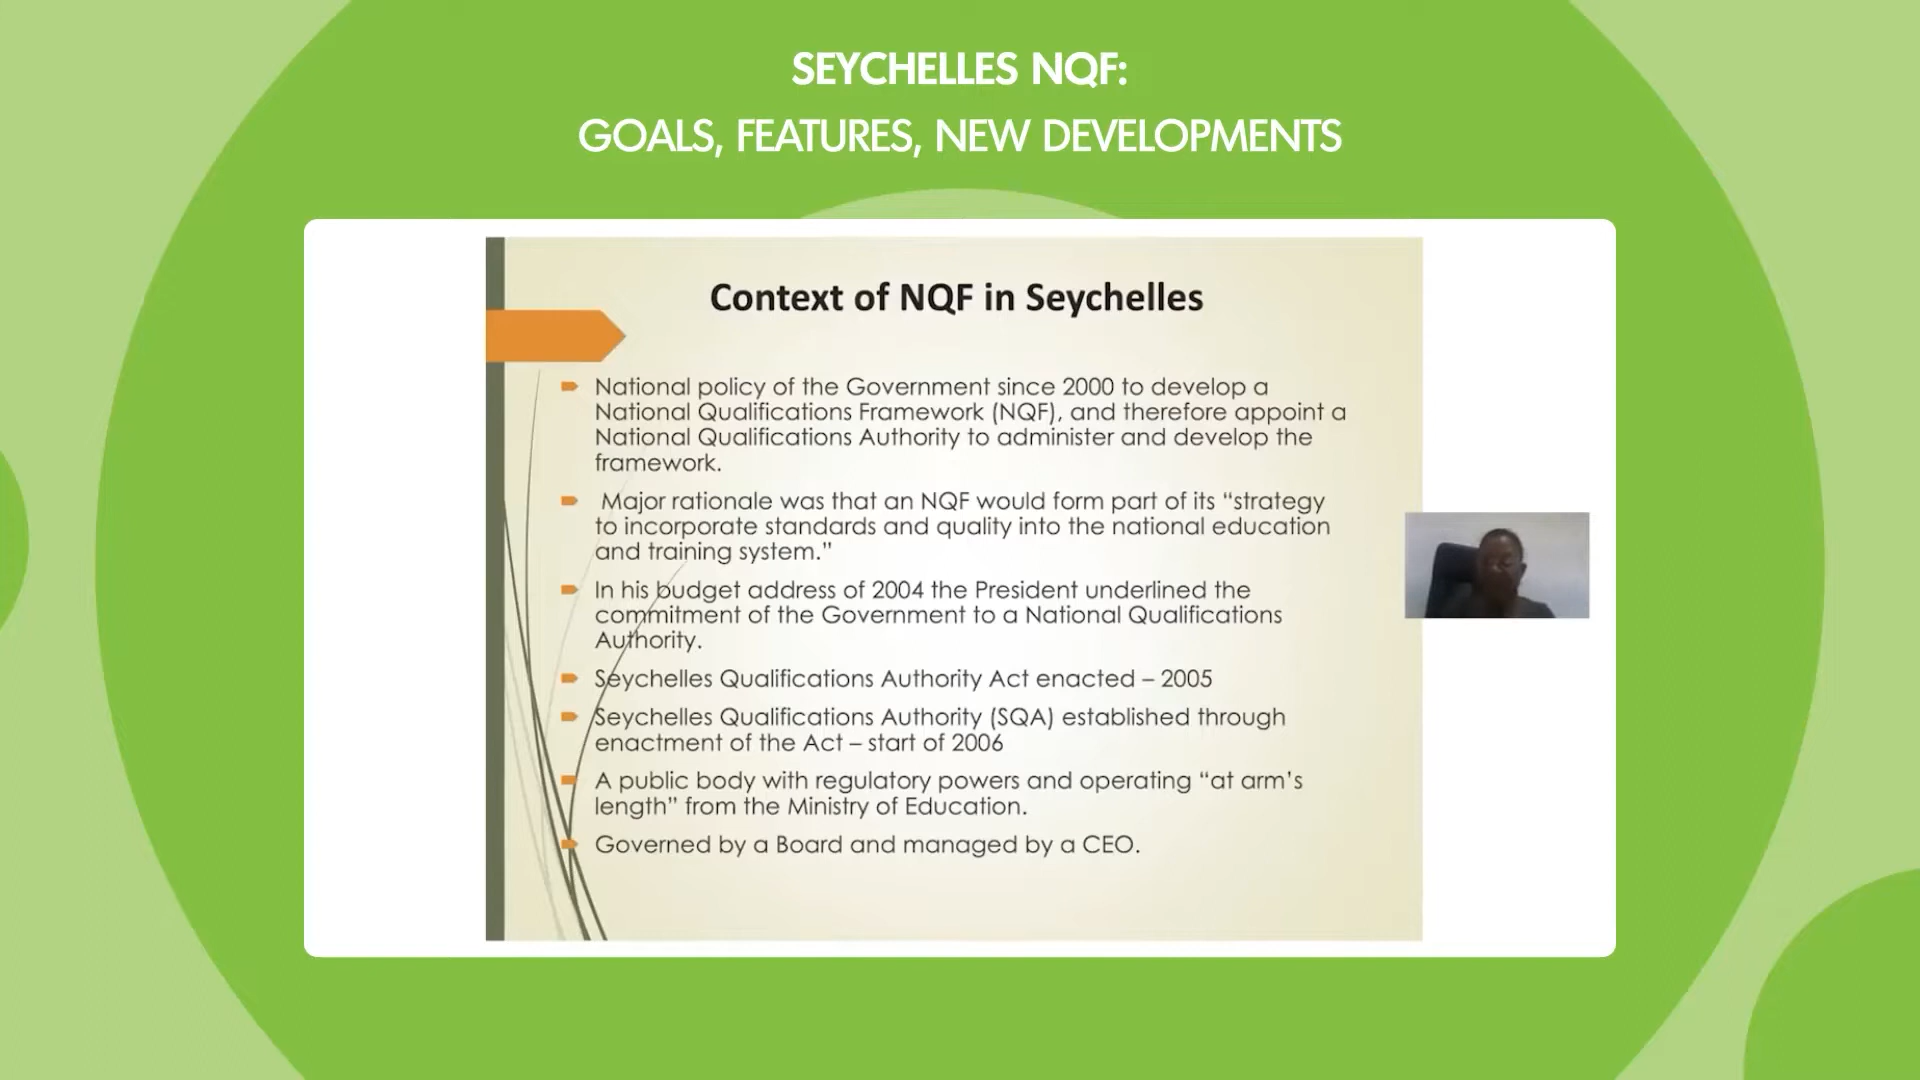 SEYCHELLES NQF:
GOALS, FEATURES, NEW DEVELOPMENTS
Context of NQF in Seychelles
National policy of the Government since 2000 to develop a
National Qualifications Framework (NQF), and therefore appoint a
National Qualifications Authority to administer and develop the
framework.
Major rationale was that an NQF would form part of its “strategy
to incorporate standards and quality into the national education
and training system.”
In his budget address of 2004 the President underlined the
commitment of the Government to a National Qualifications
Authority.
Seychelles Qualifications Authority Act enacted – 2005
Seychelles Qualifications Authority (SQA) established through
enactment of the Act – start of 2006
A public body with regulatory powers and operating “at arm’s
length” from the Ministry of Education.
Governed by a Board and managed by a CEO.